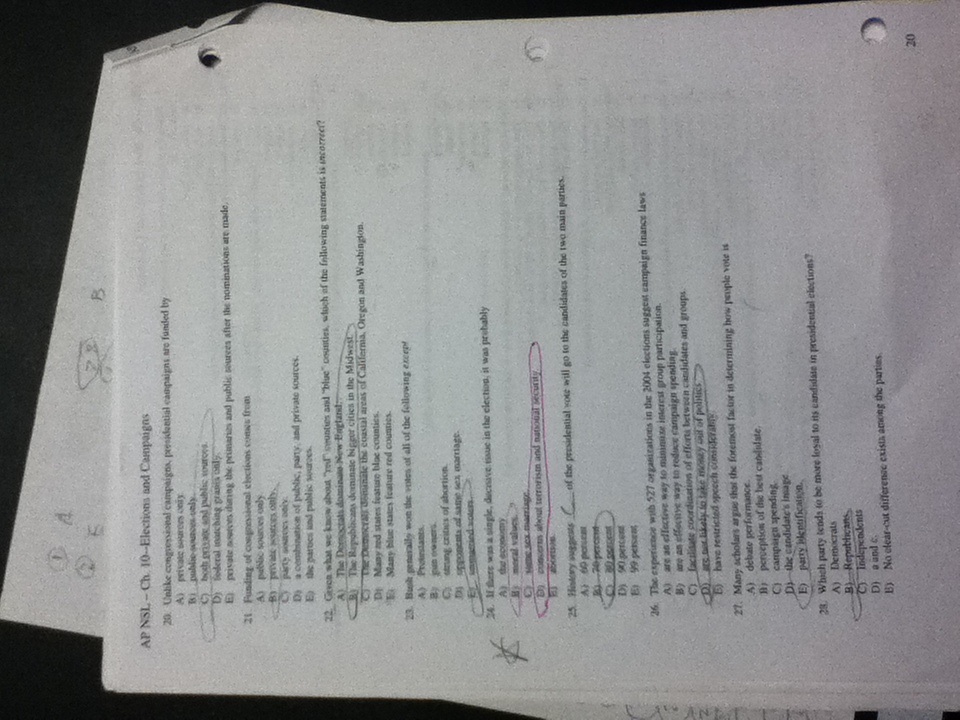 ① A
② E
28 B
AP NSL – Ch. 10--Elections and Campaigns
20. Unlike congressional campaigns, presidential campaigns are funded by
A) private sources only.
B) public sources only.
C) both private and public sources.
D) federal matching grants only.
E) private sources during the primaries and public sources after the nominations are made.
21. Funding of congressional elections comes from
A) public sources only.
B) private sources only.
C) party sources only.
D) a combination of public, party, and private sources.
E) the parties and public sources.
22. Given what we know about "red" counties and "blue" counties, which of the following statements is incorrect?
A) The Democrats dominate New England.
B) The Republicans dominate bigger cities in the Midwest.
C) The Democrats dominate the coastal areas of California, Oregon and Washington.
D) Many red states feature blue counties.
E) Many blue states feature red counties.
23. Bush generally won the votes of all of the following except
A) Protestants.
B) gun owners.
C) strong critics of abortion.
D) opponents of same sex marriage.
E) unmarried voters.
24. If there was a single, decisive issue in the election, it was probably
A) the economy
B) moral values.
C) same sex marriage.
D) concerns about terrorism and national security.
E) abortion.
25. History suggests C of the presidential vote will go to the candidates of the two main parties.
A) 60 percent
B) 70 percent
C) 80 percent
D) 90 percent
E) 99 percent
26. The experience with 527 organizations in the 2004 elections suggest campaign finance laws
A) are an effective way to minimize interest group participation.
B) are an effective way to reduce campaign spending.
C) facilitate coordination of efforts between candidates and groups.
D) are not likely to take money out of politics.
E) have restricted speech considerably.
27. Many scholars argue that the foremost factor in determining how people vote is
A) debate performance.
B) perception of the best candidate.
C) campaign spending.
D) the candidate's image.
E) party identification.
28. Which party tends to be more loyal to its candidate in presidential elections?
A) Democrats
B) Republicans
C) Independents
D) a and c.
E) No clear-cut difference exists among the parties.
20